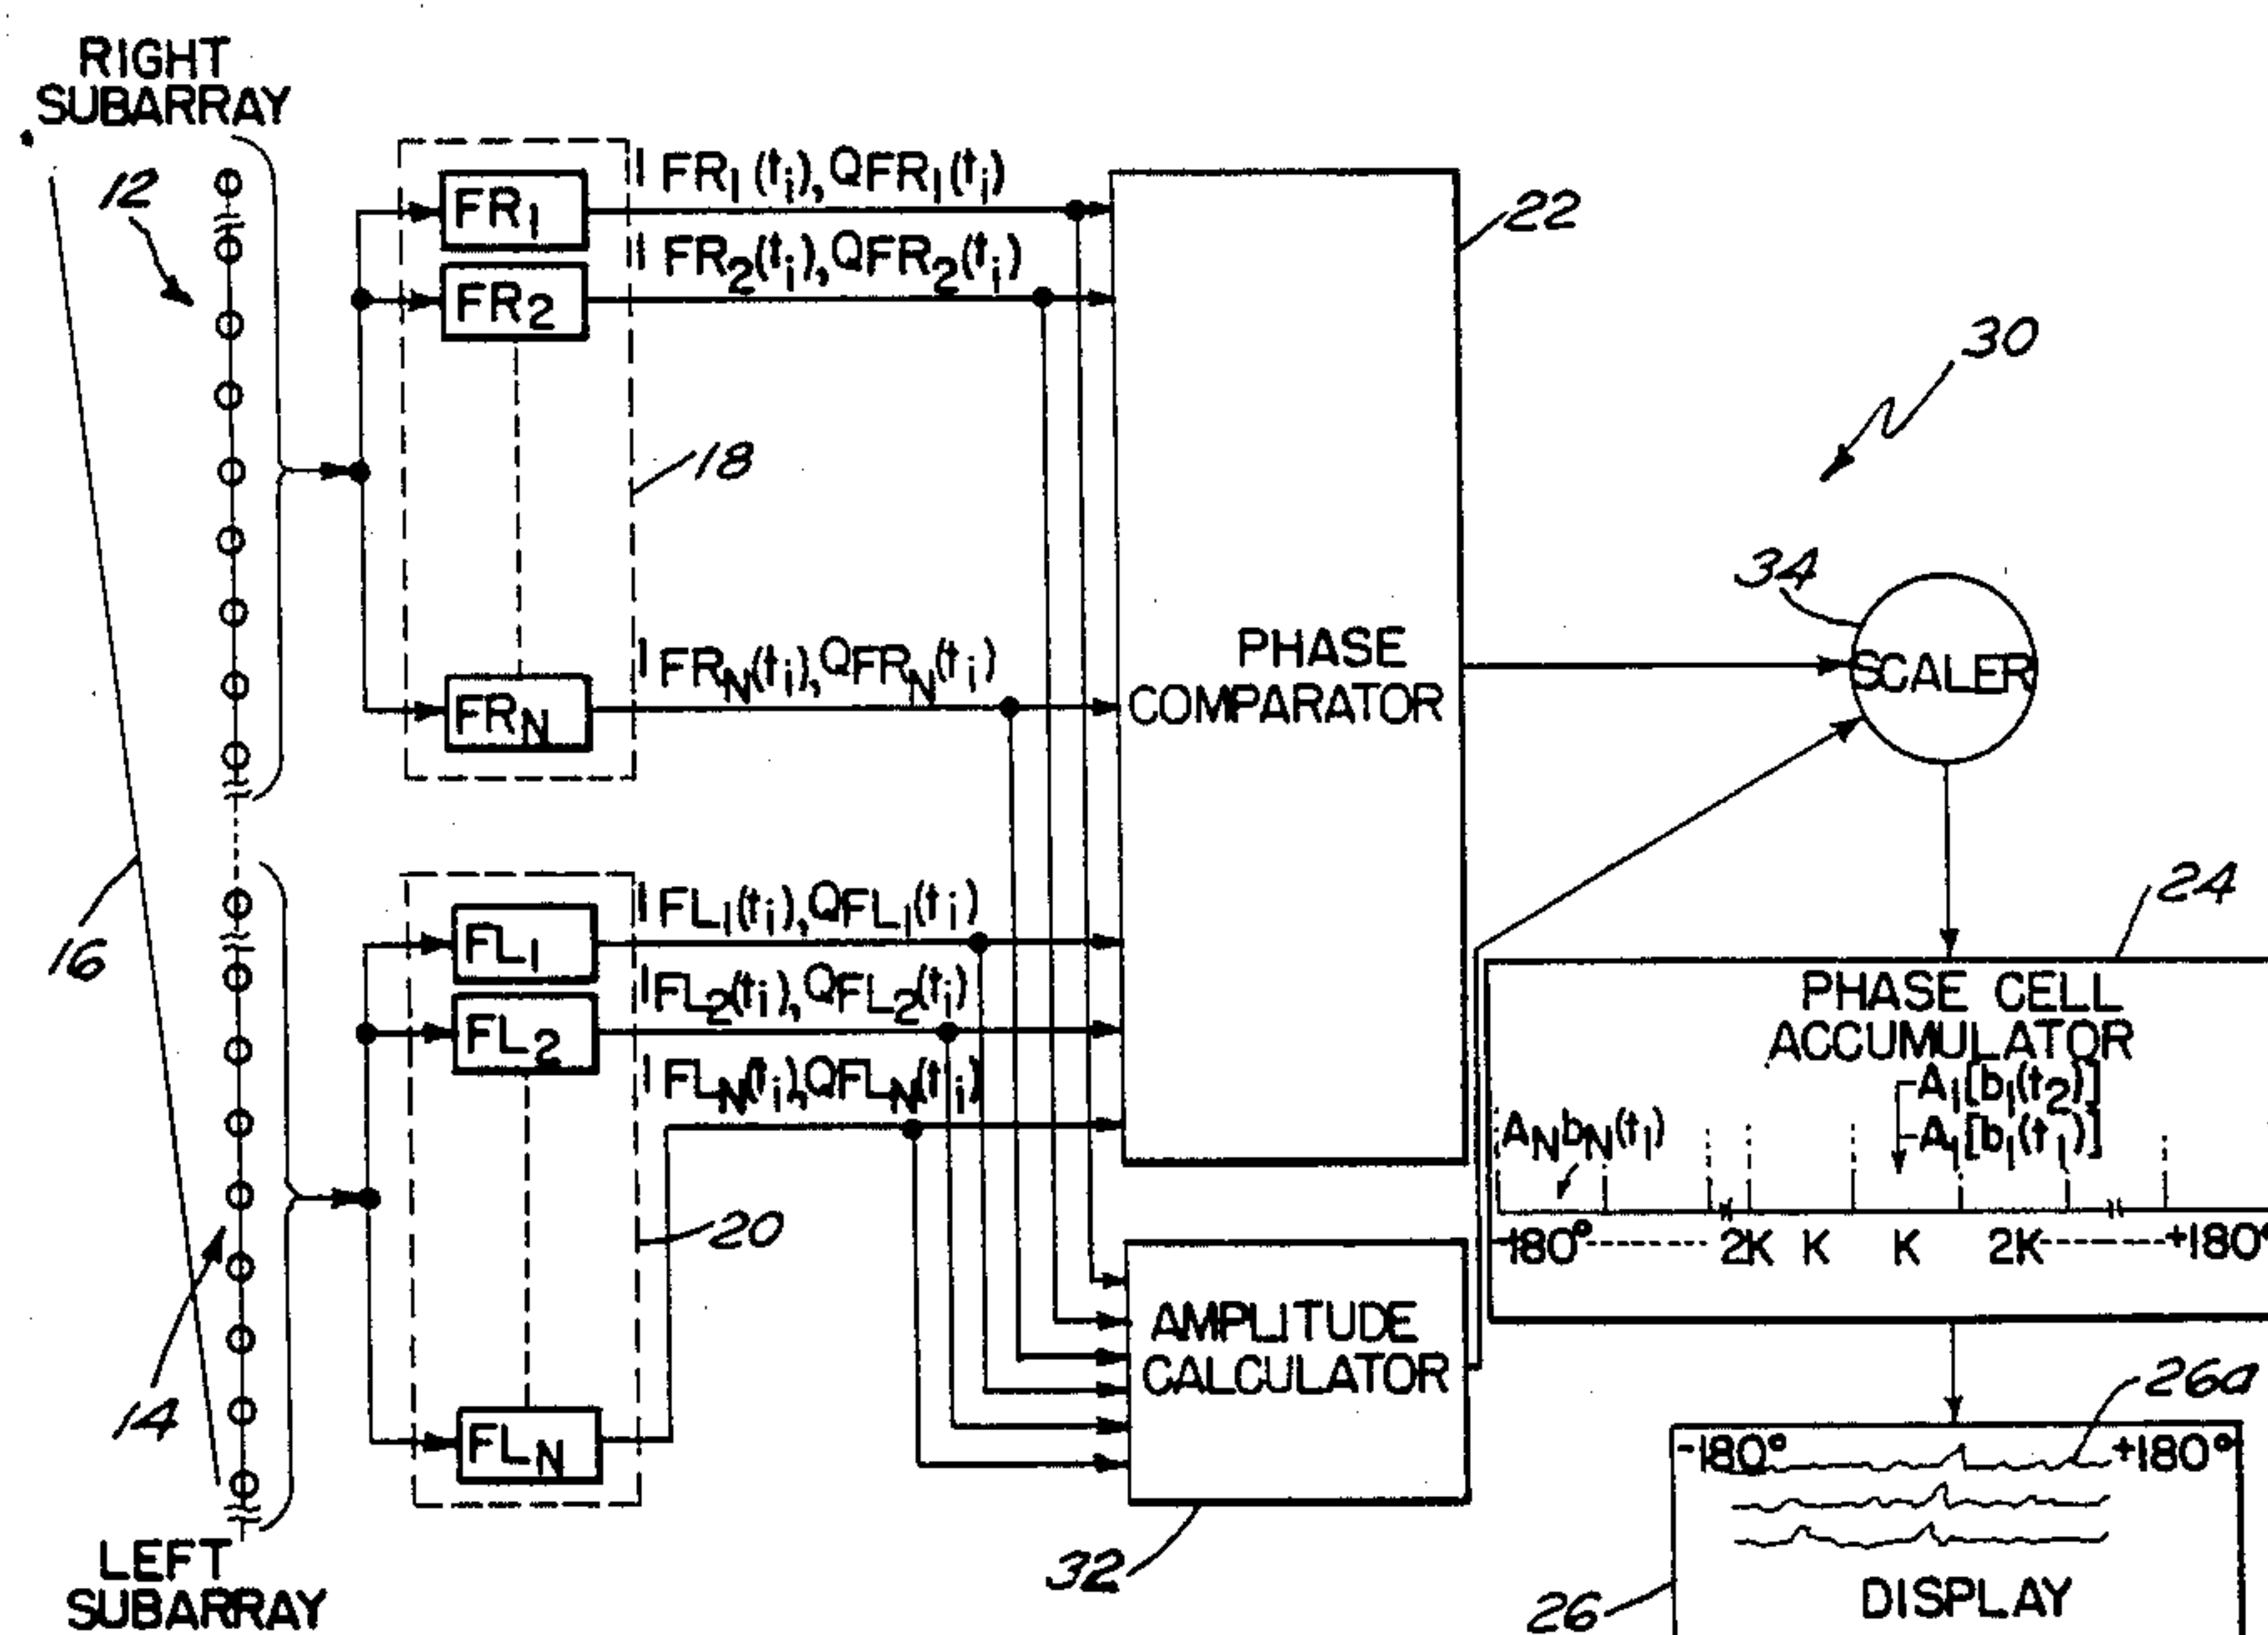 RIGHT
SUBARRAY
12
16
14
LEFT
SUBARRAY
FR1
FR2
FRN
18
I FR1(ti), QFR1(ti)
I FR2(ti), QFR2(ti)
I FRN(ti), QFRN(ti)
FL1
FL2
FLN
20
I FL1(ti), QFL1(ti)
I FL2(ti), QFL2(ti)
I FLN(ti), QFLN(ti)
PHASE
COMPARATOR
22
AMPLITUDE
CALCULATOR
32
30
34
SCALER
24
PHASE CELL
ACCUMULATOR
A1[b1(t2)]
A1[b1(t1)]
ANbN(t1)
-180° 2K K K 2K +180°
26a
-180° +180°
DISPLAY
26